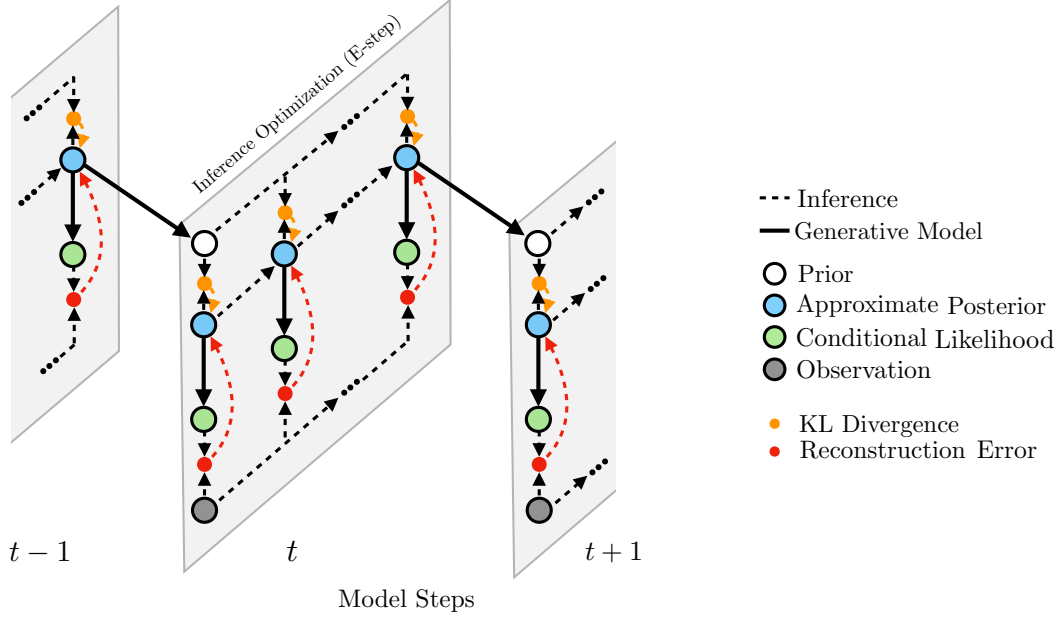 Inference Optimization (E-step)
t − 1
t
t + 1
Model Steps
Inference
Generative Model
Prior
Approximate Posterior
Conditional Likelihood
Observation
KL Divergence
Reconstruction Error